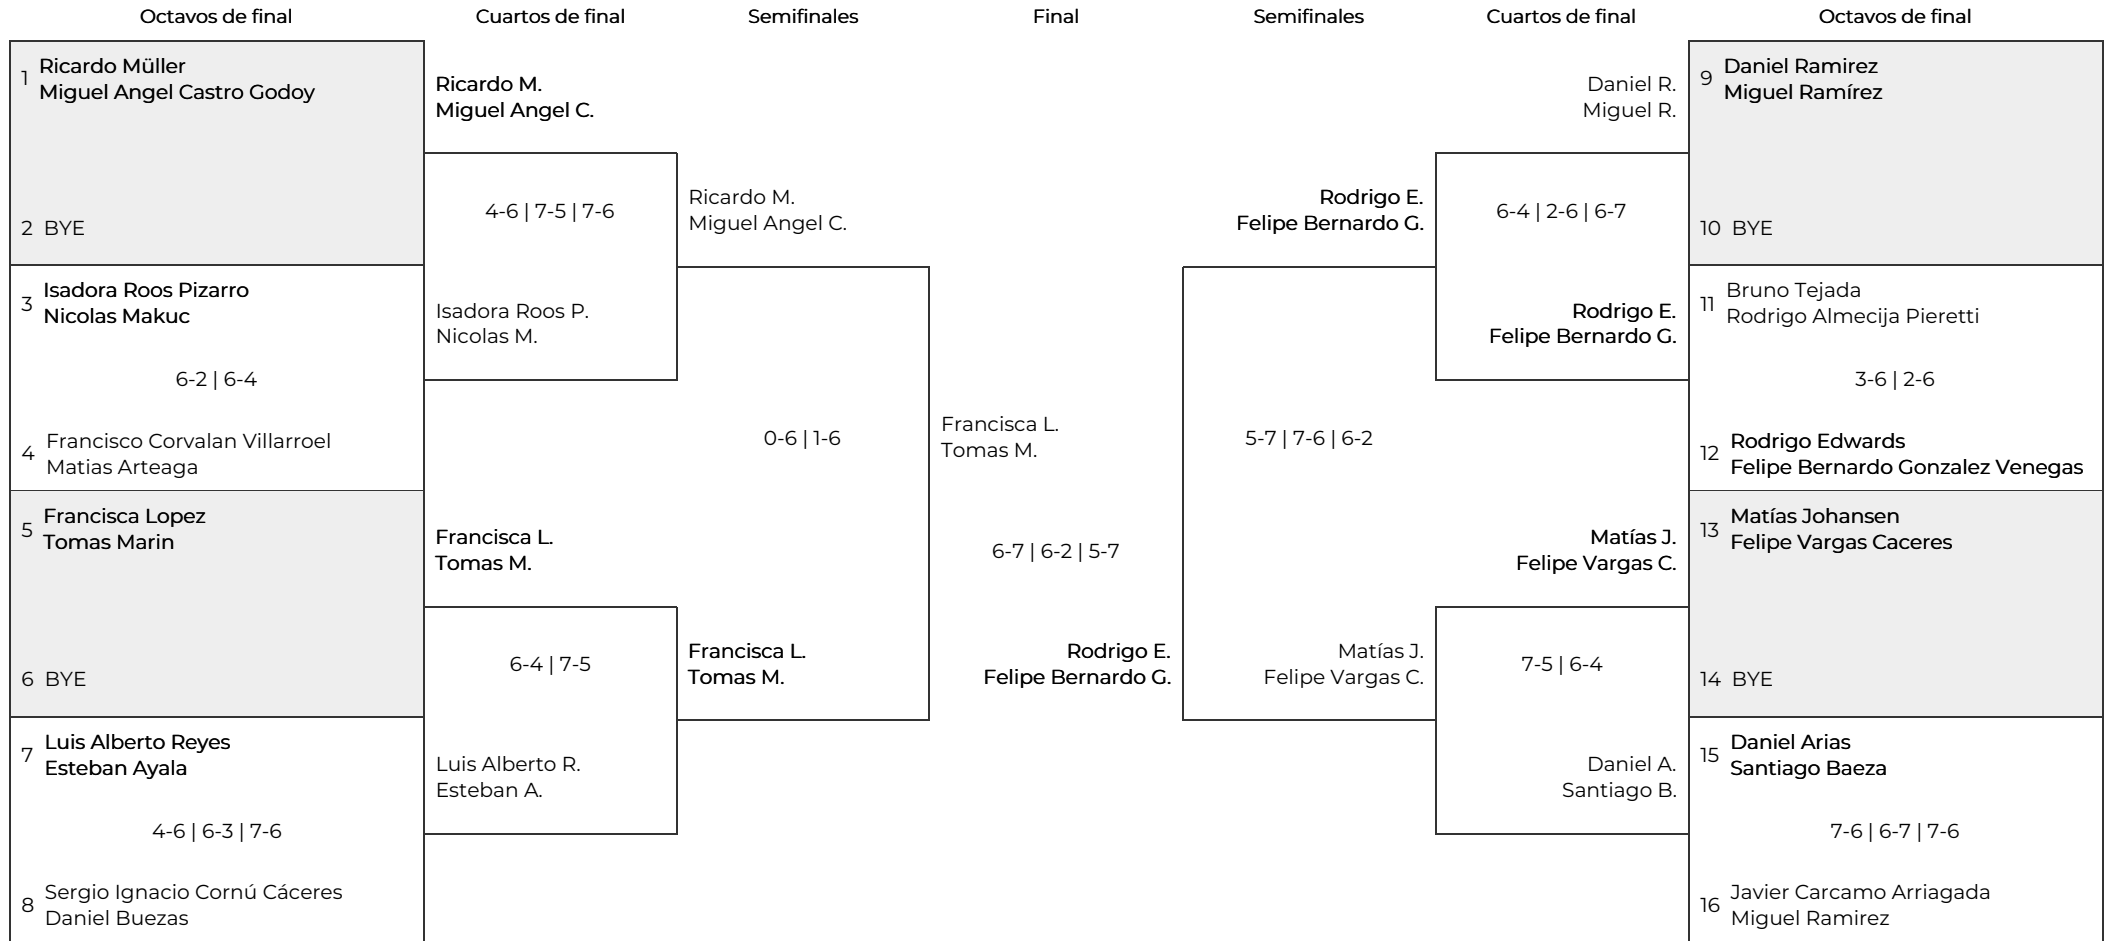 Octavos de final
Cuartos de final
Semifinales
Final
Semifinales
Cuartos de final
Octavos de final
1 Ricardo Müller
Miguel Angel Castro Godoy
2 BYE
3 Isadora Roos Pizarro
Nicolas Makuc
6-2 | 6-4
4 Francisco Corvalan Villarroel
Matias Arteaga
5 Francisca Lopez
Tomas Marin
6 BYE
7 Luis Alberto Reyes
Esteban Ayala
4-6 | 6-3 | 7-6
8 Sergio Ignacio Cornú Cáceres
Daniel Buezas
Ricardo M.
Miguel Angel C.
4-6 | 7-5 | 7-6
Isadora Roos P.
Nicolas M.
Francisca L.
Tomas M.
6-4 | 7-5
Luis Alberto R.
Esteban A.
Ricardo M.
Miguel Angel C.
0-6 | 1-6
Francisca L.
Tomas M.
Francisca L.
Tomas M.
6-7 | 6-2 | 5-7
Rodrigo E.
Felipe Bernardo G.
Rodrigo E.
Felipe Bernardo G.
5-7 | 7-6 | 6-2
Matías J.
Felipe Vargas C.
Daniel R.
Miguel R.
6-4 | 2-6 | 6-7
Rodrigo E.
Felipe Bernardo G.
Matías J.
Felipe Vargas C.
7-5 | 6-4
Daniel A.
Santiago B.
9 Daniel Ramirez
Miguel Ramírez
10 BYE
11 Bruno Tejada
Rodrigo Almecija Pieretti
3-6 | 2-6
12 Rodrigo Edwards
Felipe Bernardo Gonzalez Venegas
13 Matías Johansen
Felipe Vargas Caceres
14 BYE
15 Daniel Arias
Santiago Baeza
7-6 | 6-7 | 7-6
16 Javier Carcamo Arriagada
Miguel Ramirez